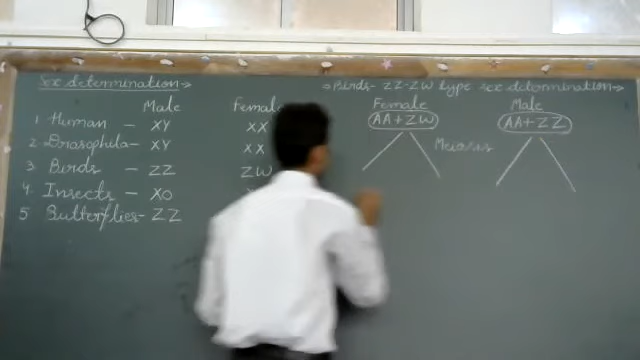 Sex determination→
Male Female
1 Human - XY XX
2 Drosophela- XY XX
3 Birds - ZZ ZW
4. Insects - XO
5 Butterflies- ZZ
→Birds- ZZ-ZW type sex determination→
Female Male
AA+ZW AA+ZZ
Meiosis